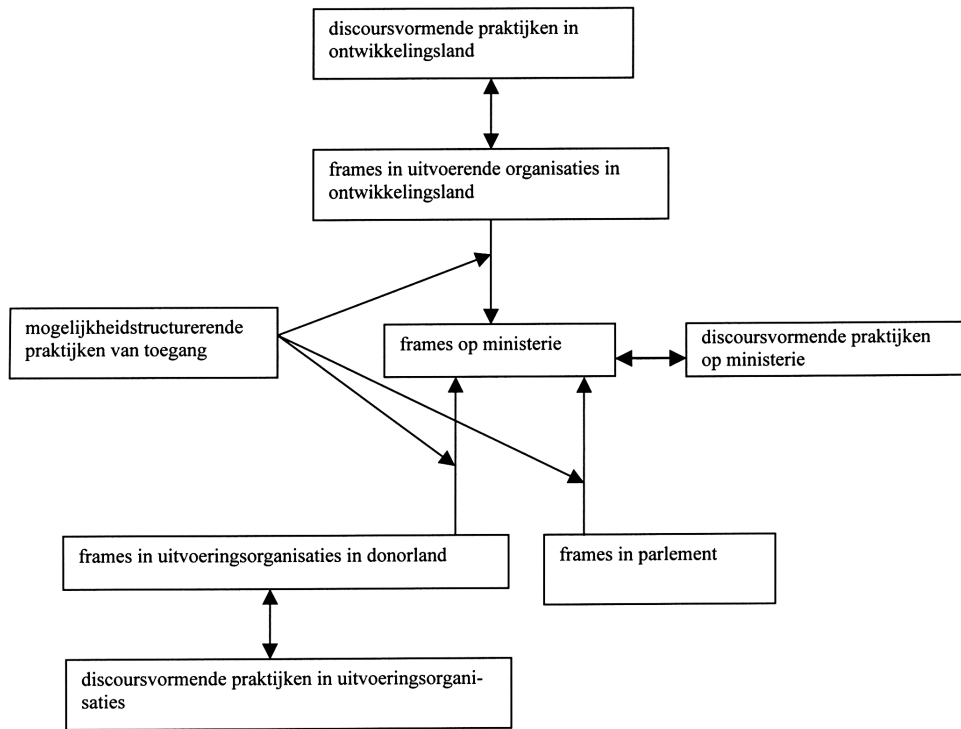 discoursvormende praktijken in
ontwikkelingsland
frames in uitvoerende organisaties in
ontwikkelingsland
mogelijkheidstructurerende
praktijken van toegang
frames op ministerie
discoursvormende praktijken
op ministerie
frames in uitvoeringsorganisaties in donorland
frames in parlement
discoursvormende praktijken in uitvoeringsorgani-
saties